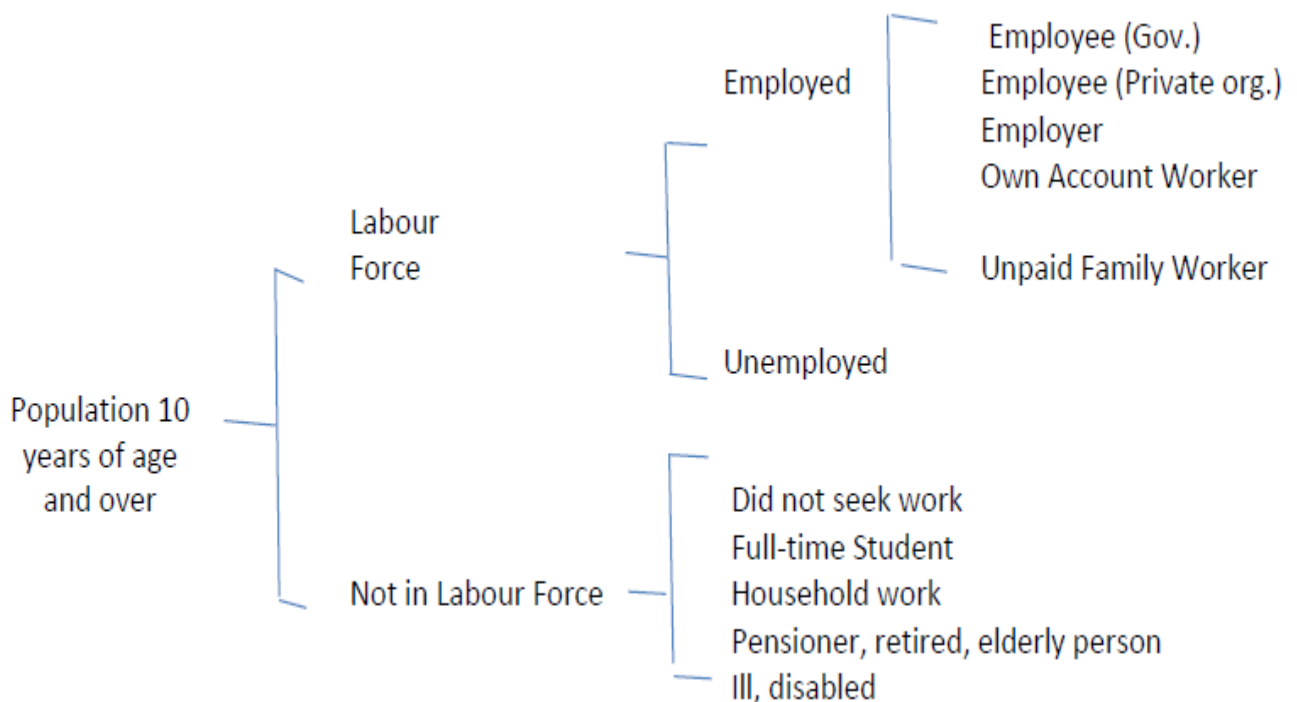 Employee (Gov.)
Employed
Employee (Private org.)
Employer
Own Account Worker
Labour
Force
Unpaid Family Worker
Unemployed
Population 10
years of age
and over
Did not seek work
Full-time Student
Not in Labour Force
Household work
Pensioner, retired, elderly person
Ill, disabled